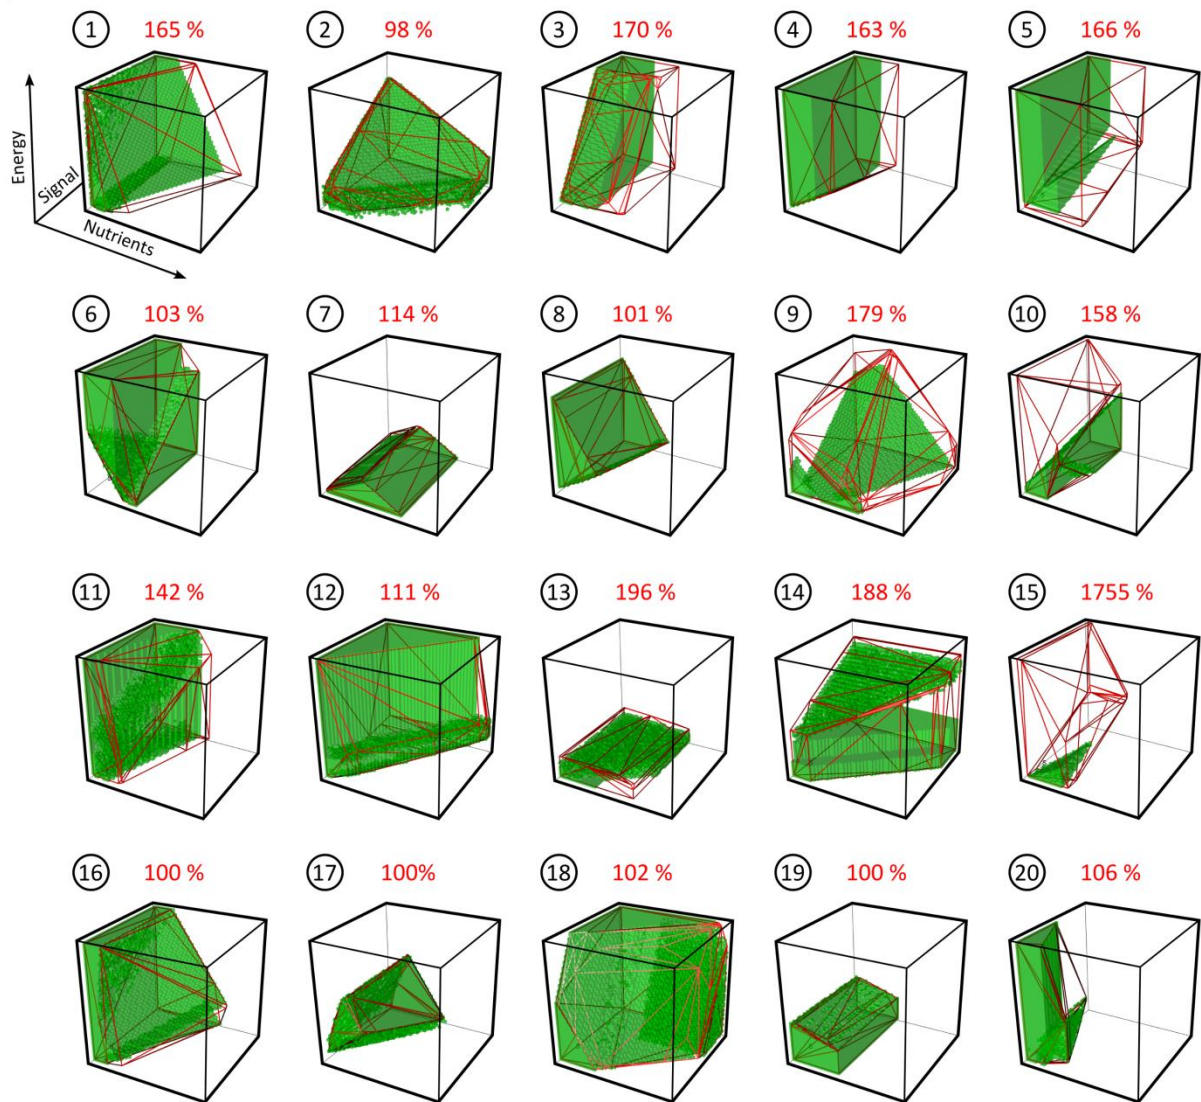 1 165 % 2 98 % 3 170 % 4 163 % 5 166 %
Energy
Signal
Nutrients
6 103 % 7 114 % 8 101 % 9 179 % 10 158 %
11 142 % 12 111 % 13 196 % 14 188 % 15 1755 %
16 100 % 17 100% 18 102 % 19 100 % 20 106 %